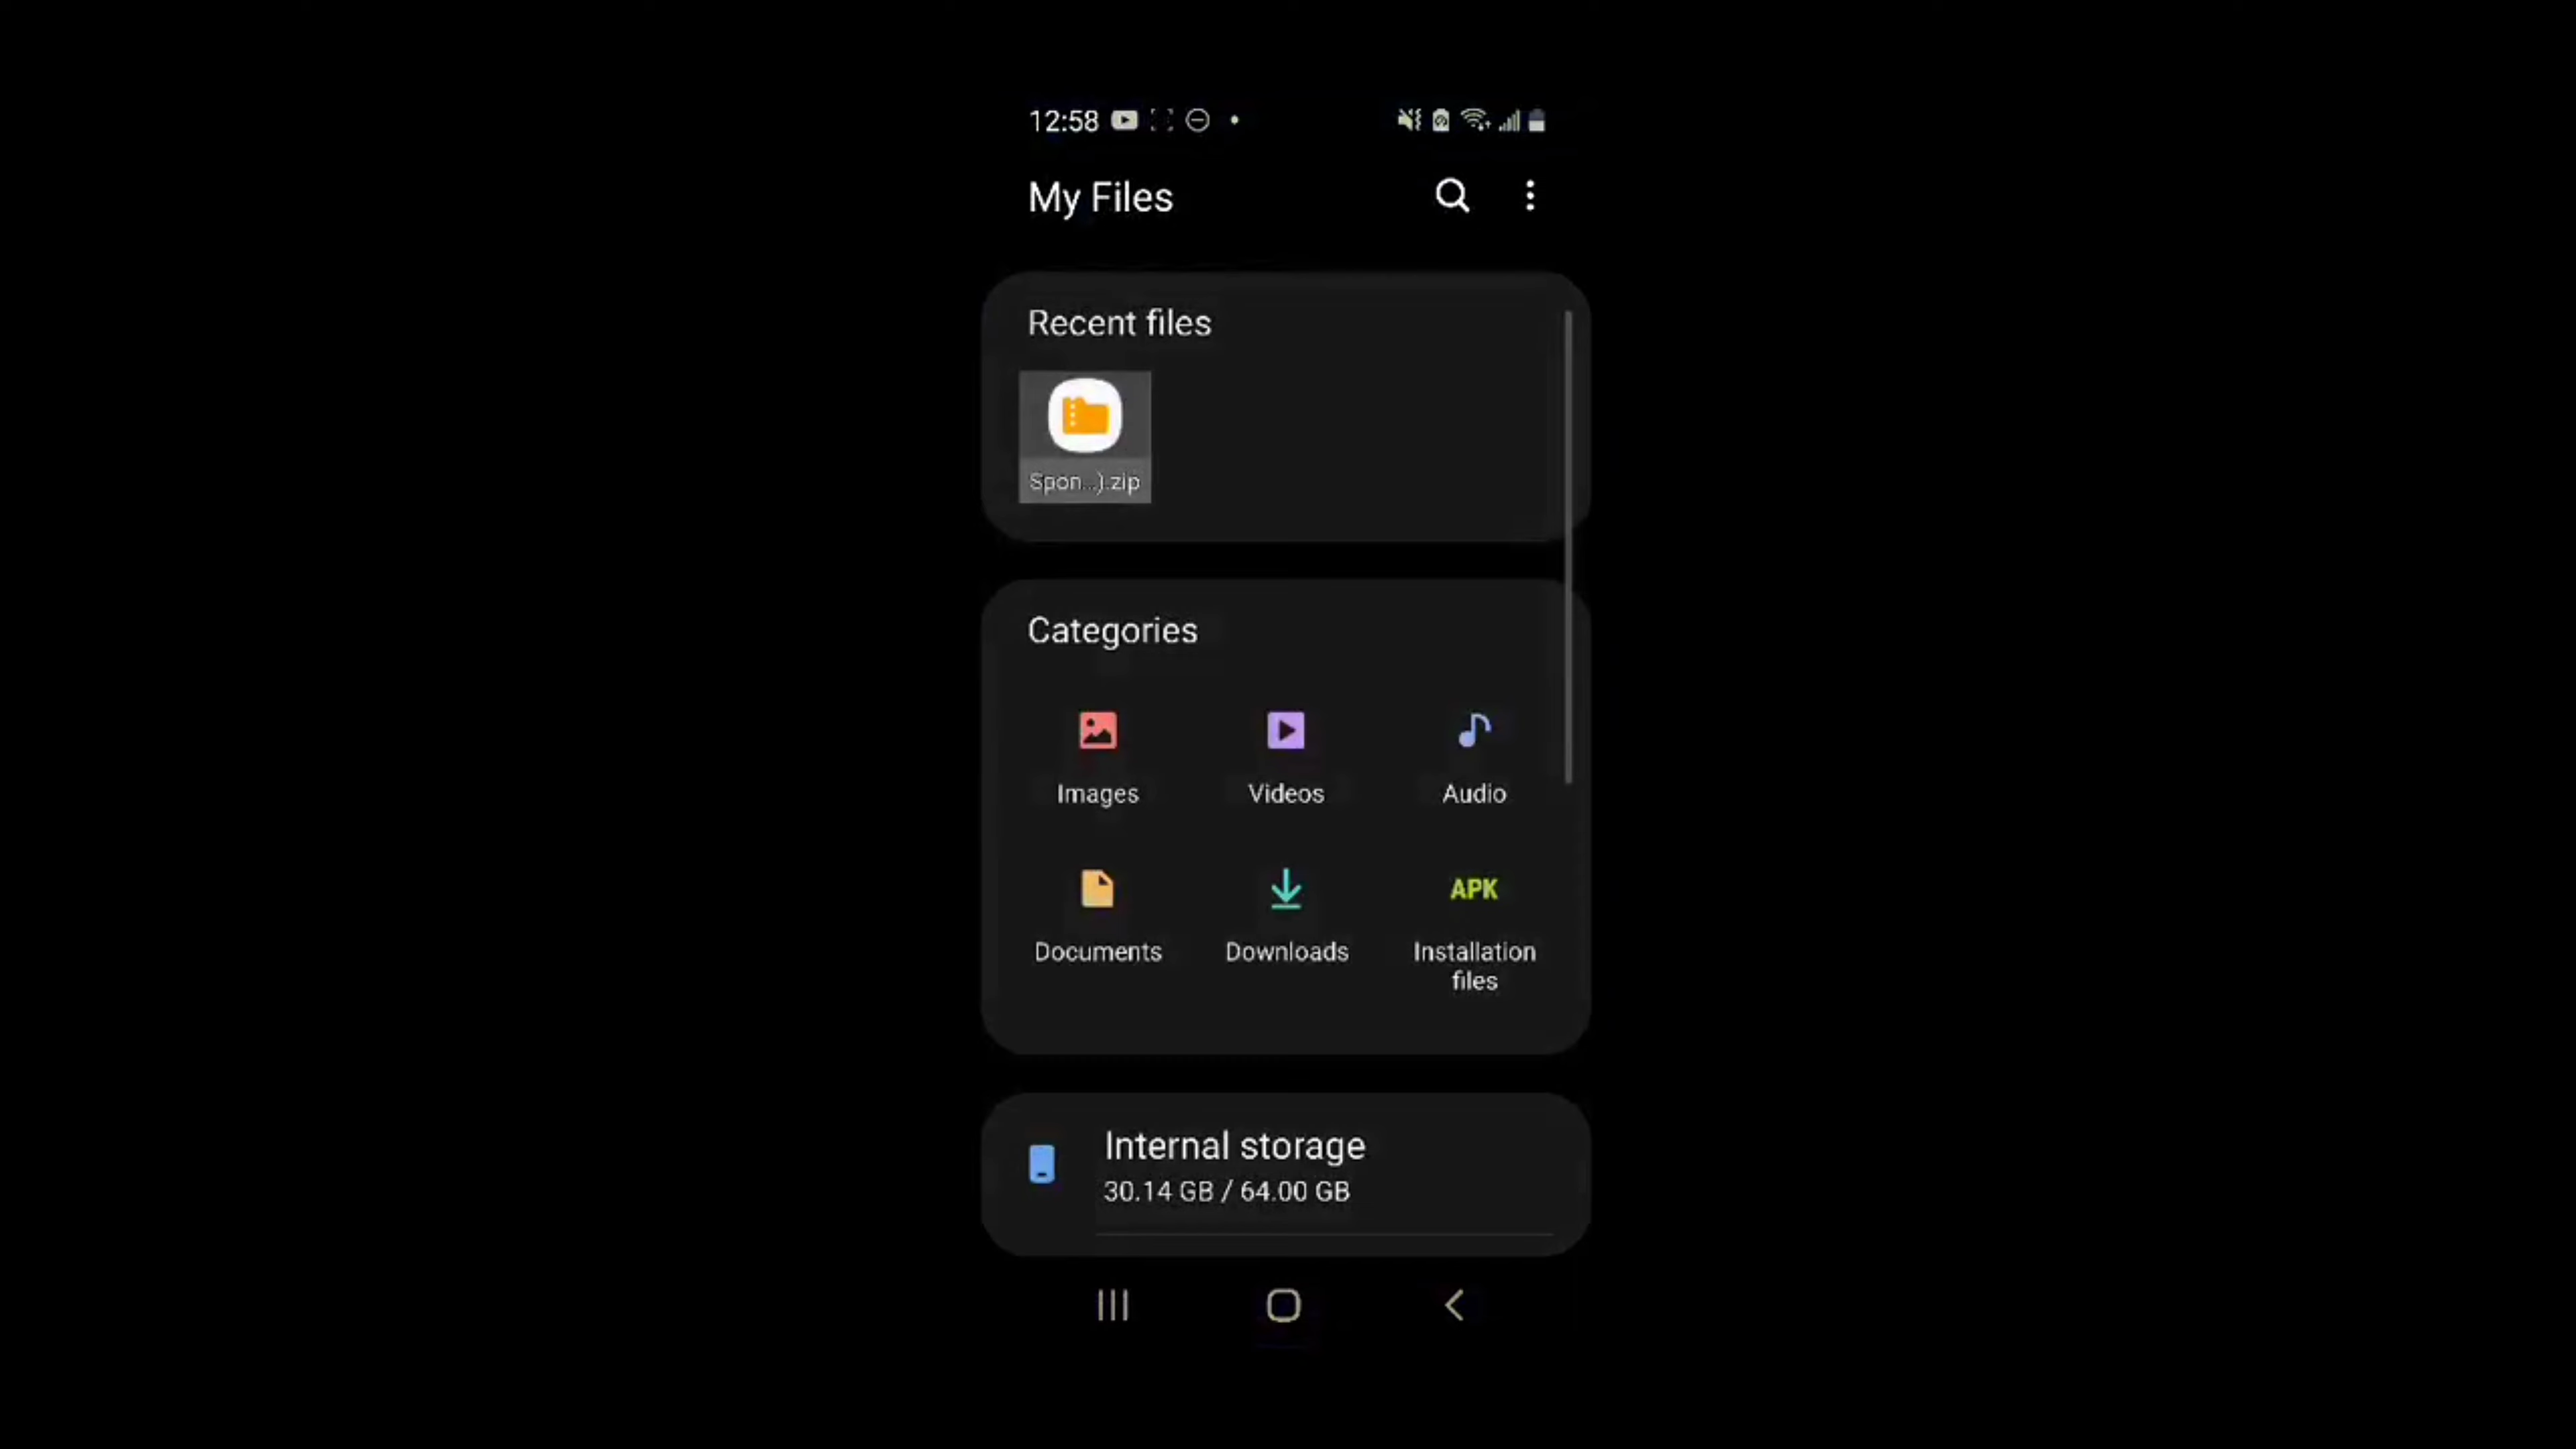 12:58
My Files
Recent files
Spon...).zip
Categories
Images
Videos
Audio
Documents
Downloads
APK
Installation
files
Internal storage
30.14 GB / 64.00 GB